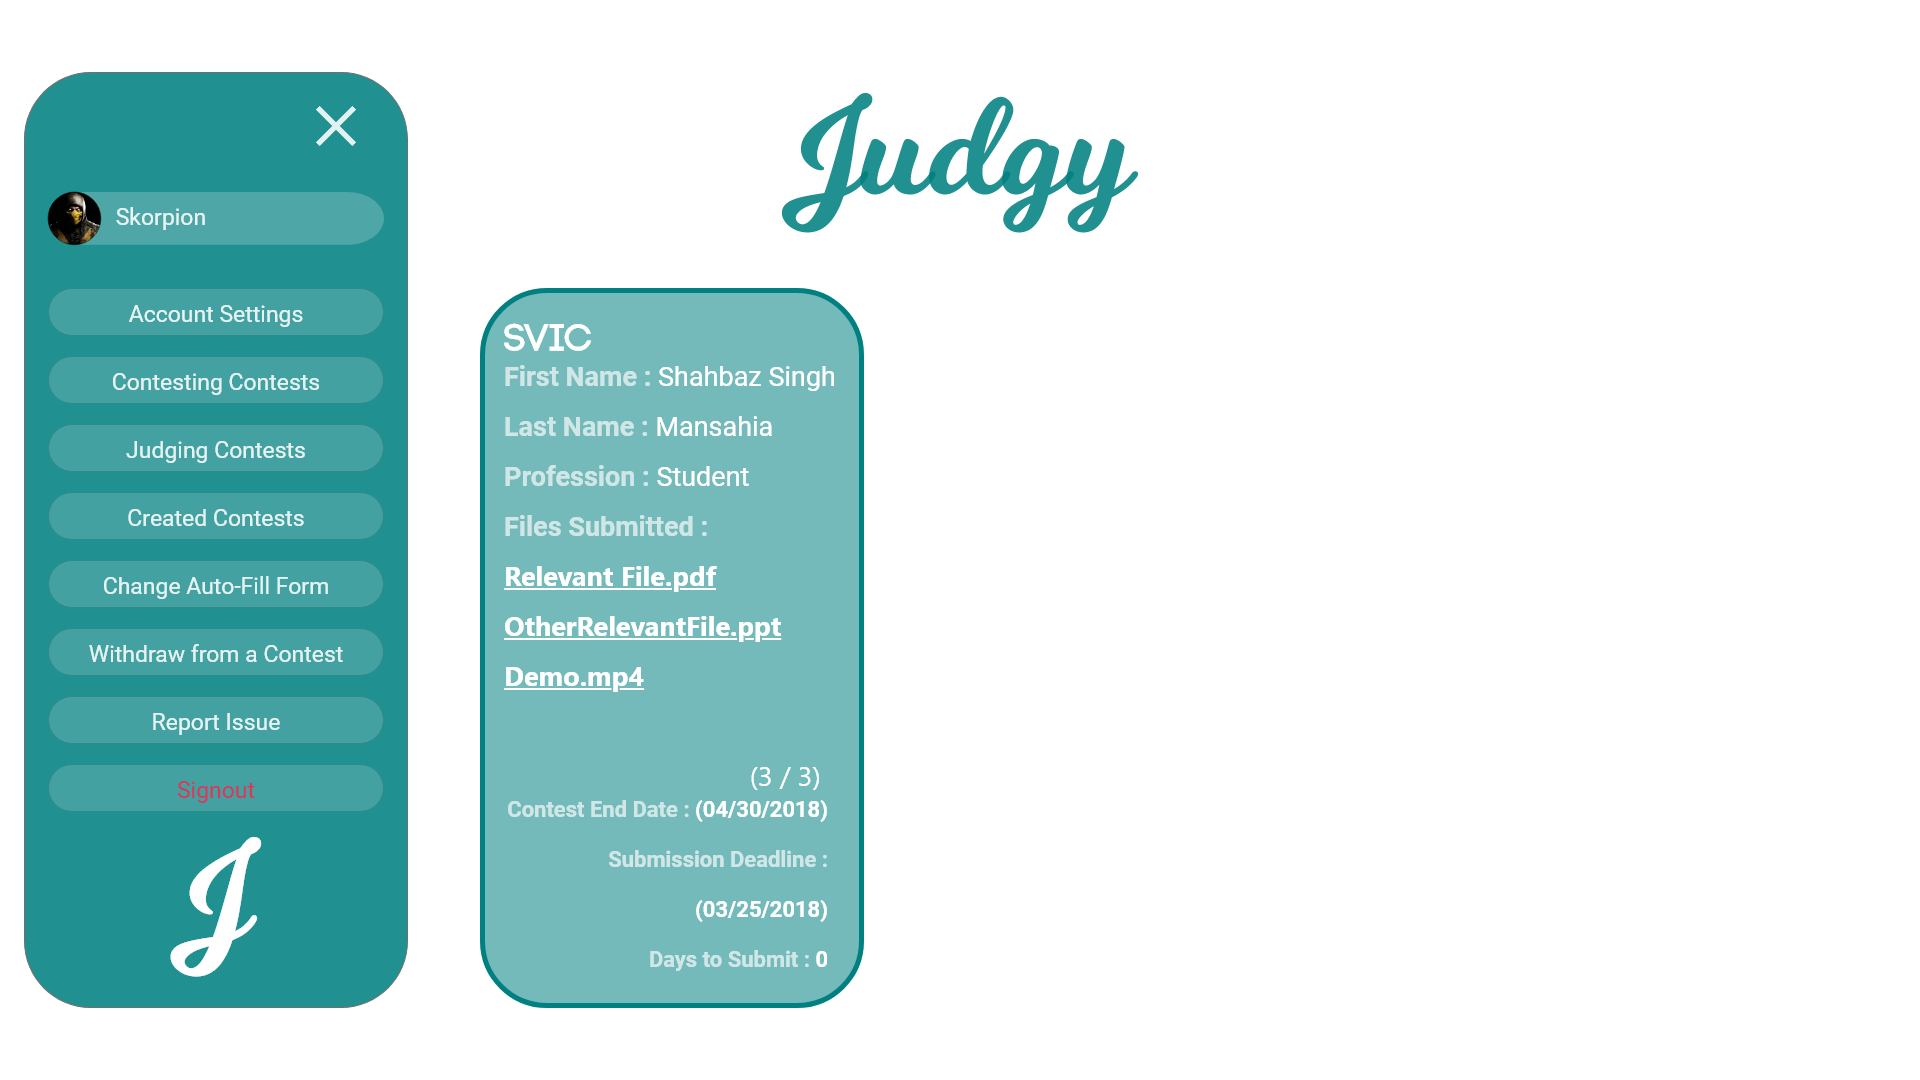 Judgy
Skorpion
Account Settings
Contesting Contests
Judging Contests
Created Contests
Change Auto-Fill Form
Withdraw from a Contest
Report Issue
Signout
J
SVIC
First Name : Shahbaz Singh
Last Name : Mansahia
Profession : Student
Files Submitted :
Relevant File.pdf
OtherRelevantFile.ppt
Demo.mp4
(3 / 3)
Contest End Date : (04/30/2018)
Submission Deadline :
(03/25/2018)
Days to Submit : 0